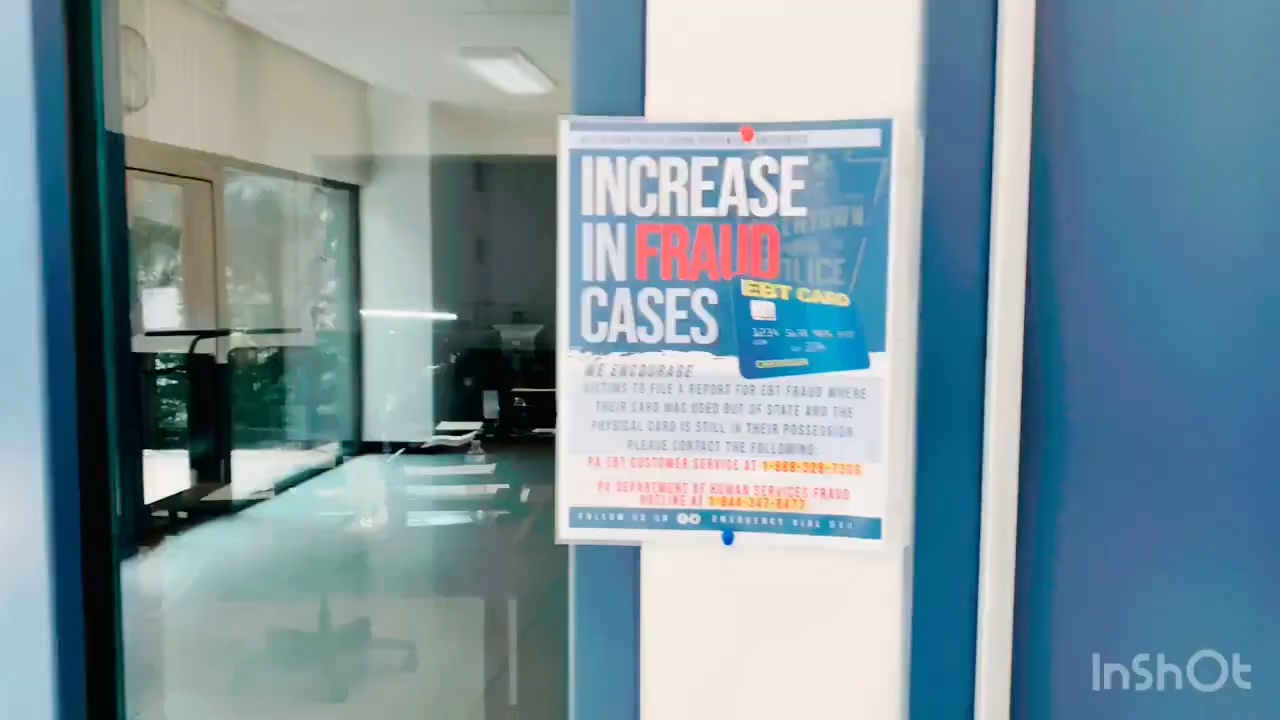 INCREASE
IN FRAUD
CASES
POLICE
EBT CARD
1234
WE ENCOURAGE
VICTIMS TO FILE A REPORT FOR EBT FRAUD WHERE
THEIR CARD WAS USED OUT OF STATE AND THE
PHYSICAL CARD IS STILL IN THEIR POSSESSION
PLEASE CONTACT THE FOLLOWING:
PA EBT CUSTOMER SERVICE AT
PA DEPARTMENT OF HUMAN SERVICES FRAUD
HOTLINE AT
FOLLOW US ON EMERGENCY DIAL 911
InShOt